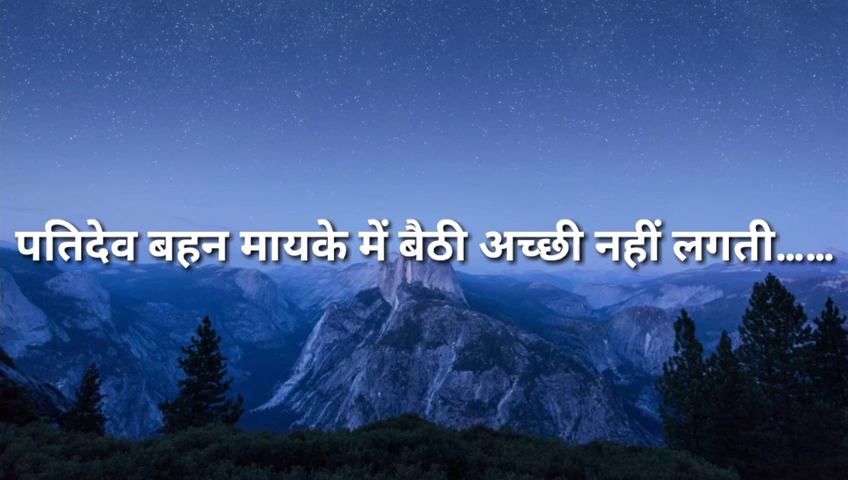 पतिदेव बहन मायके में बैठी अच्छी नहीं लगती......